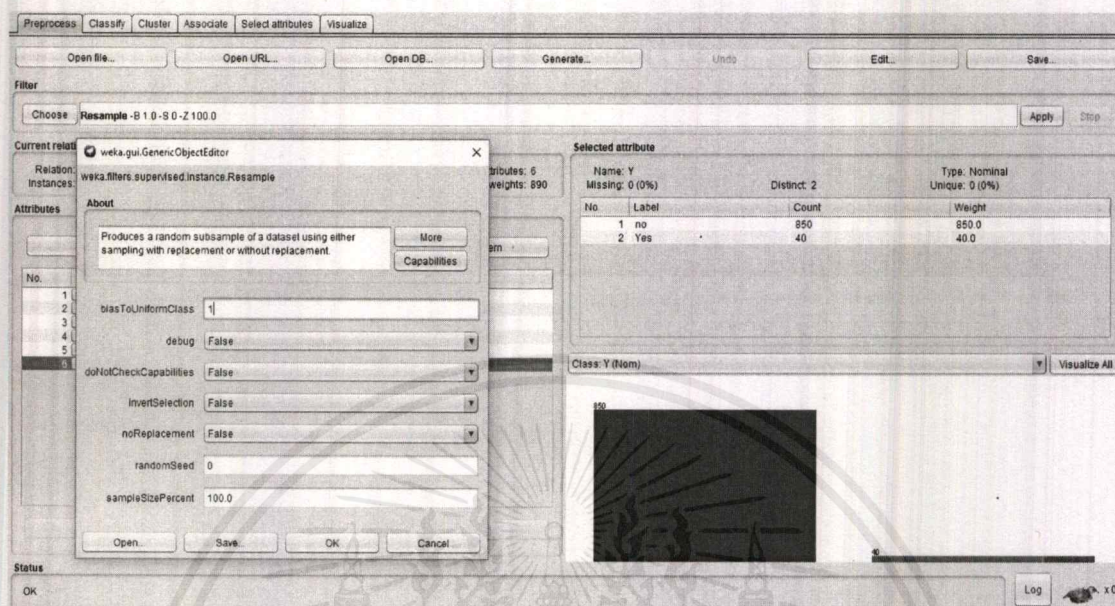 Preprocess Classify Cluster Associate Select attributes Visualize
Open file... Open URL... Open DB... Generate... Undo Edit... Save...
Filter
Choose Resample -B 1.0 -S 0 -Z 100.0 Apply Stop
Current relati
Relation:
Instances:
tributes: 6
weights: 890
Attributes
No.
1
2
3
4
5
6
weka.gui.GenericObjectEditor ×
weka.filters.supervised.instance.Resample
About
Produces a random subsample of a dataset using either
sampling with replacement or without replacement.
More
Capabilities
biasToUniformClass 1
debug False
doNotCheckCapabilities False
invertSelection False
noReplacement False
randomSeed 0
sampleSizePercent 100.0
Open... Save... OK Cancel
ern
Selected attribute
Name: Y Type: Nominal
Missing: 0 (0%) Distinct: 2 Unique: 0 (0%)
No. Label Count Weight
1 no 850 850.0
2 Yes 40 40.0
Class: Y (Nom) Visualize All
850
40
Status
OK Log x 0